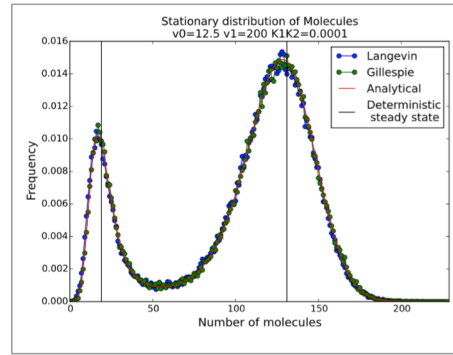 Stationary distribution of Molecules
v0=12.5 v1=200 K1K2=0.0001
0.016
0.014
0.012
0.010
0.008
0.006
0.004
0.002
0.000
Frequency
Langevin
Gillespie
Analytical
Deterministic
steady state
0
50
100
150
200
Number of molecules